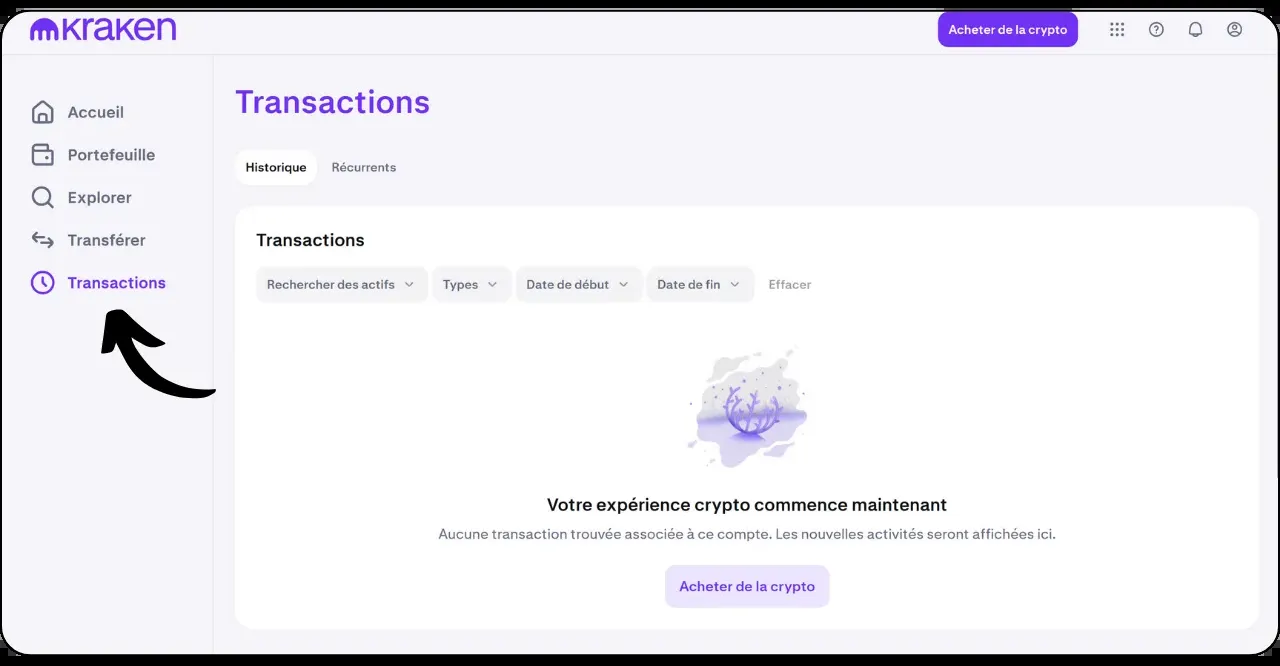 mkraken
Acheter de la crypto
Accueil
Portefeuille
Explorer
Transférer
Transactions
Transactions
Historique
Récurrents
Transactions
Rechercher des actifs
Types
Date de début
Date de fin
Effacer
Votre expérience crypto commence maintenant
Aucune transaction trouvée associée à ce compte. Les nouvelles activités seront affichées ici.
Acheter de la crypto